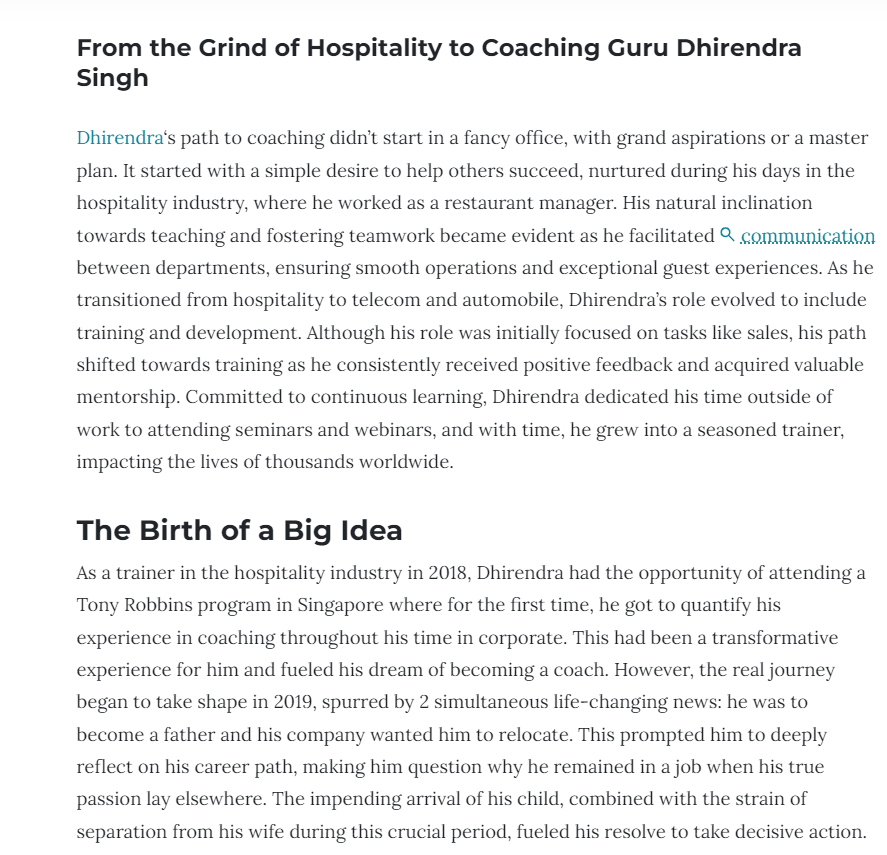 From the Grind of Hospitality to Coaching Guru Dhirendra
Singh
Dhirendra‘s path to coaching didn’t start in a fancy office, with grand aspirations or a master
plan. It started with a simple desire to help others succeed, nurtured during his days in the
hospitality industry, where he worked as a restaurant manager. His natural inclination
towards teaching and fostering teamwork became evident as he facilitated communication
between departments, ensuring smooth operations and exceptional guest experiences. As he
transitioned from hospitality to telecom and automobile, Dhirendra’s role evolved to include
training and development. Although his role was initially focused on tasks like sales, his path
shifted towards training as he consistently received positive feedback and acquired valuable
mentorship. Committed to continuous learning, Dhirendra dedicated his time outside of
work to attending seminars and webinars, and with time, he grew into a seasoned trainer,
impacting the lives of thousands worldwide.
The Birth of a Big Idea
As a trainer in the hospitality industry in 2018, Dhirendra had the opportunity of attending a
Tony Robbins program in Singapore where for the first time, he got to quantify his
experience in coaching throughout his time in corporate. This had been a transformative
experience for him and fueled his dream of becoming a coach. However, the real journey
began to take shape in 2019, spurred by 2 simultaneous life-changing news: he was to
become a father and his company wanted him to relocate. This prompted him to deeply
reflect on his career path, making him question why he remained in a job when his true
passion lay elsewhere. The impending arrival of his child, combined with the strain of
separation from his wife during this crucial period, fueled his resolve to take decisive action.